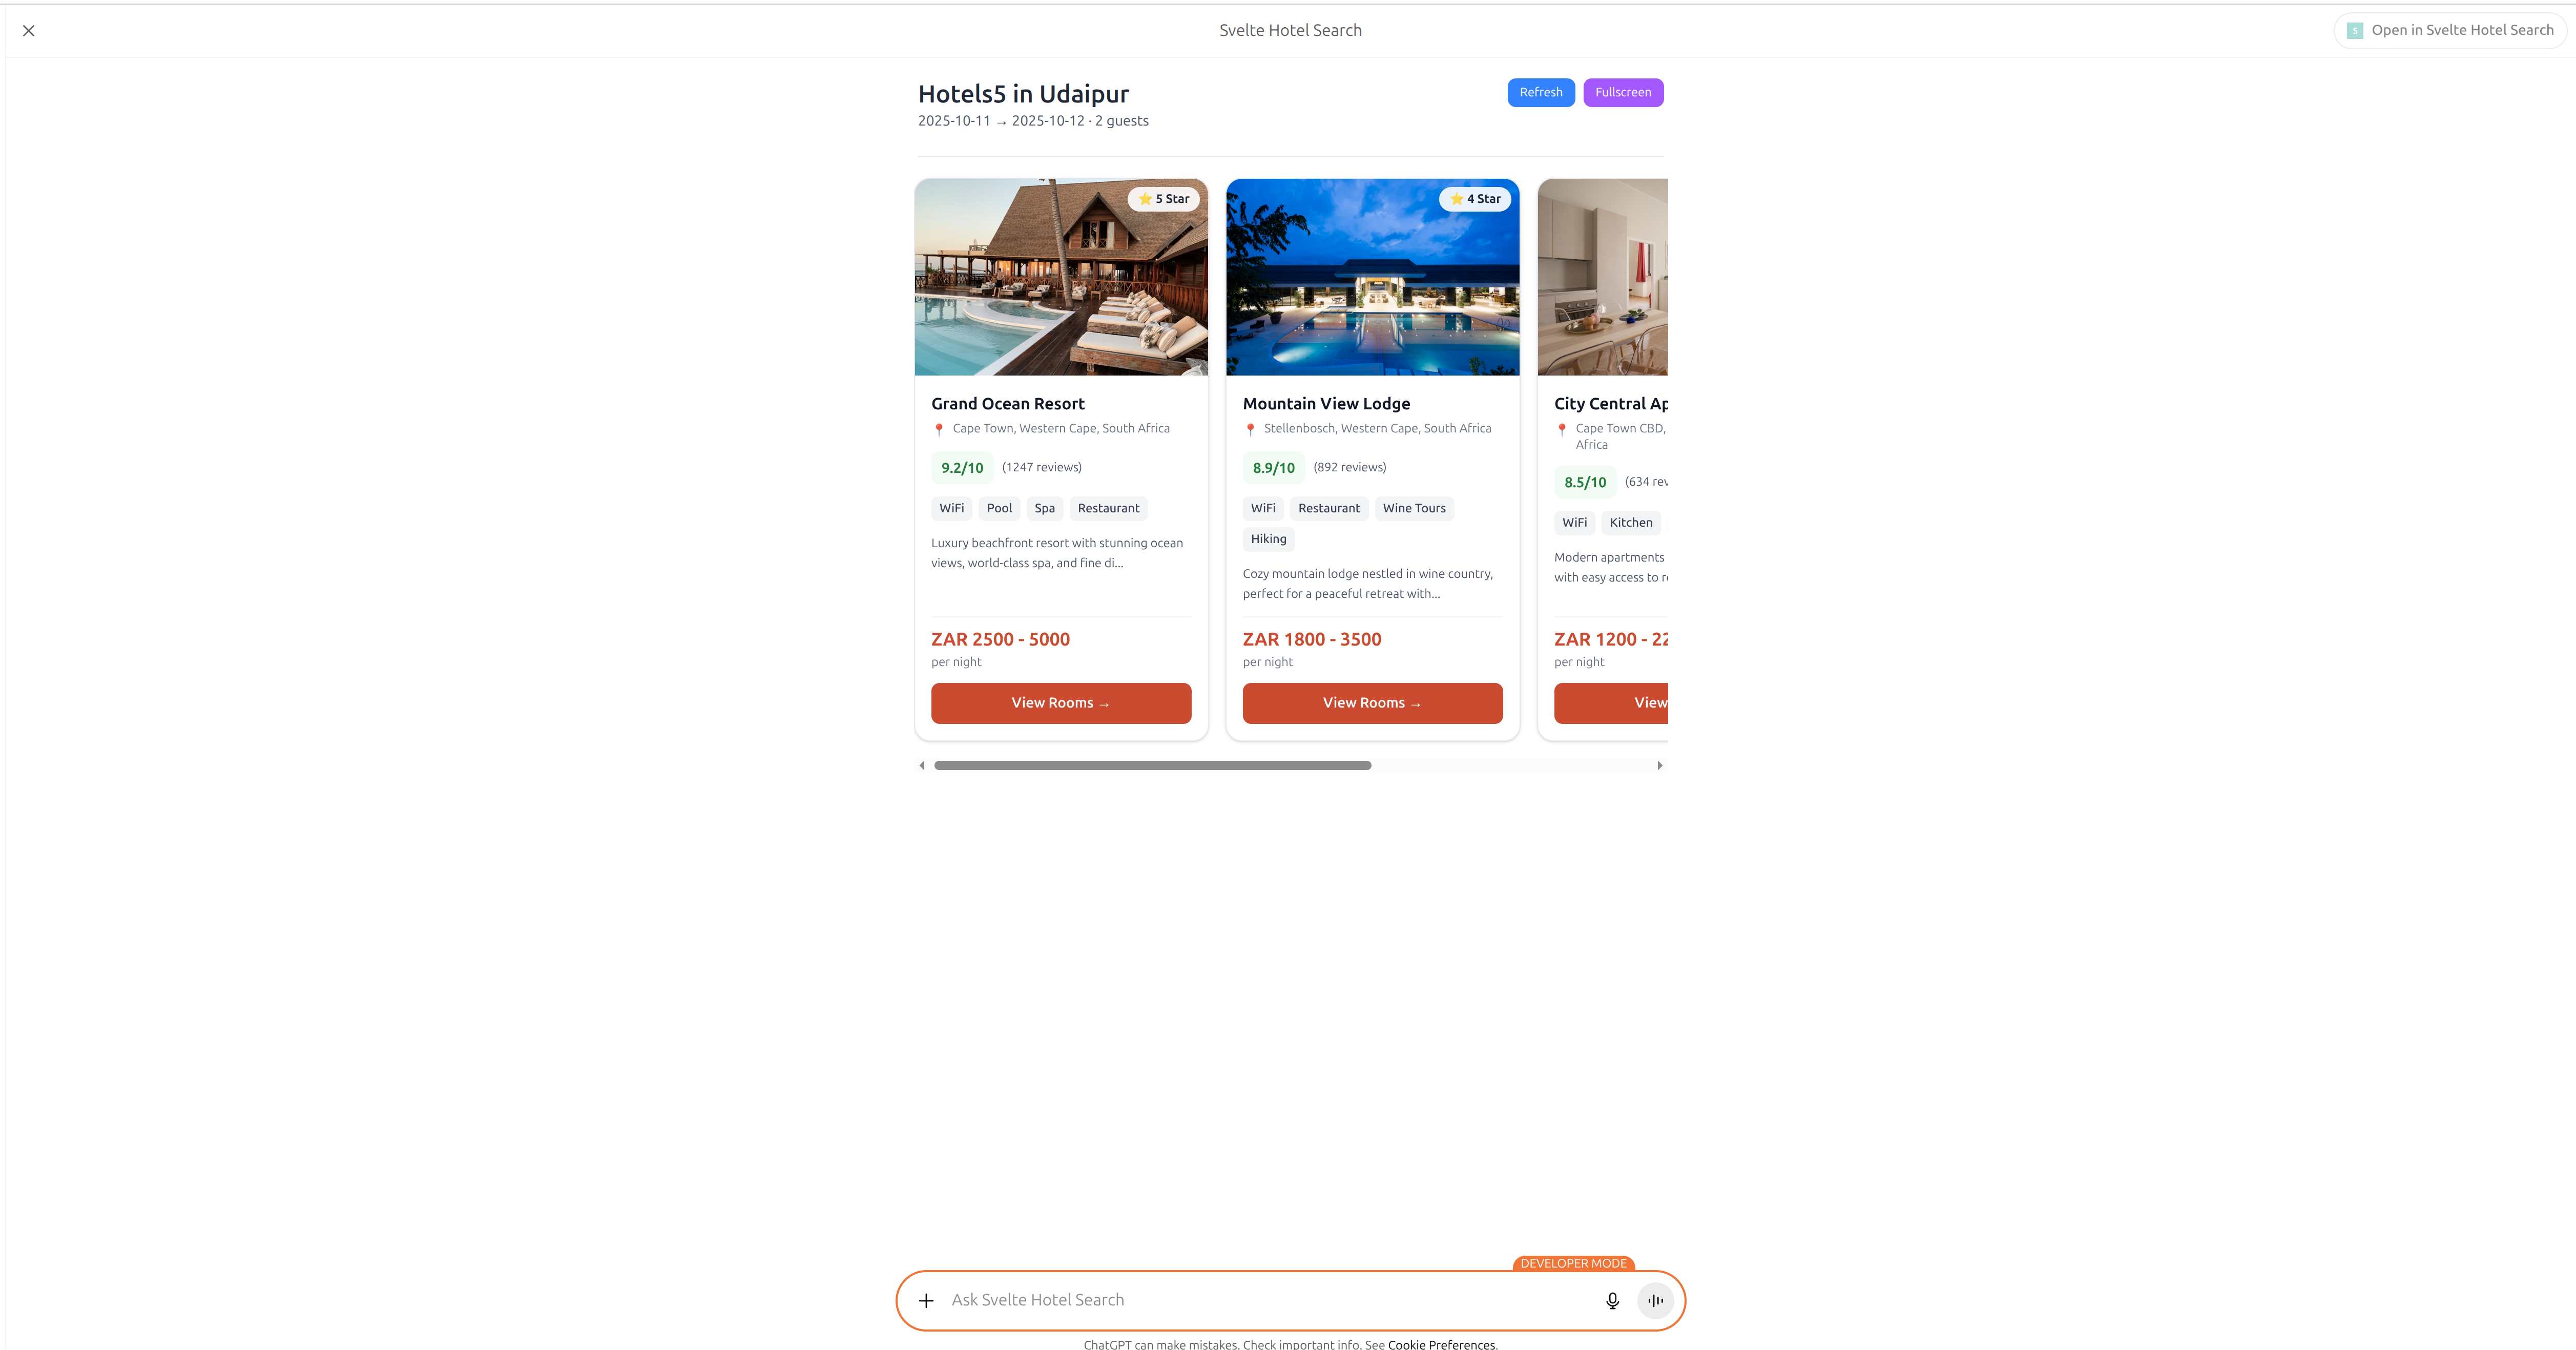 Svelte Hotel Search
S
Open in Svelte Hotel Search
Hotels5 in Udaipur
2025-10-11 → 2025-10-12 · 2 guests
Refresh
Fullscreen
⭐ 5 Star
Grand Ocean Resort
📍 Cape Town, Western Cape, South Africa
9.2/10 (1247 reviews)
WiFi Pool Spa Restaurant
Luxury beachfront resort with stunning ocean
views, world-class spa, and fine di...
ZAR 2500 - 5000
per night
View Rooms →
⭐ 4 Star
Mountain View Lodge
📍 Stellenbosch, Western Cape, South Africa
8.9/10 (892 reviews)
WiFi Restaurant Wine Tours
Hiking
Cozy mountain lodge nestled in wine country,
perfect for a peaceful retreat with...
ZAR 1800 - 3500
per night
View Rooms →
City Central Ap
📍 Cape Town CBD,
Africa
8.5/10 (634 rev
WiFi Kitchen
Modern apartments
with easy access to r
ZAR 1200 - 22
per night
View
DEVELOPER MODE
Ask Svelte Hotel Search
ChatGPT can make mistakes. Check important info. See Cookie Preferences.